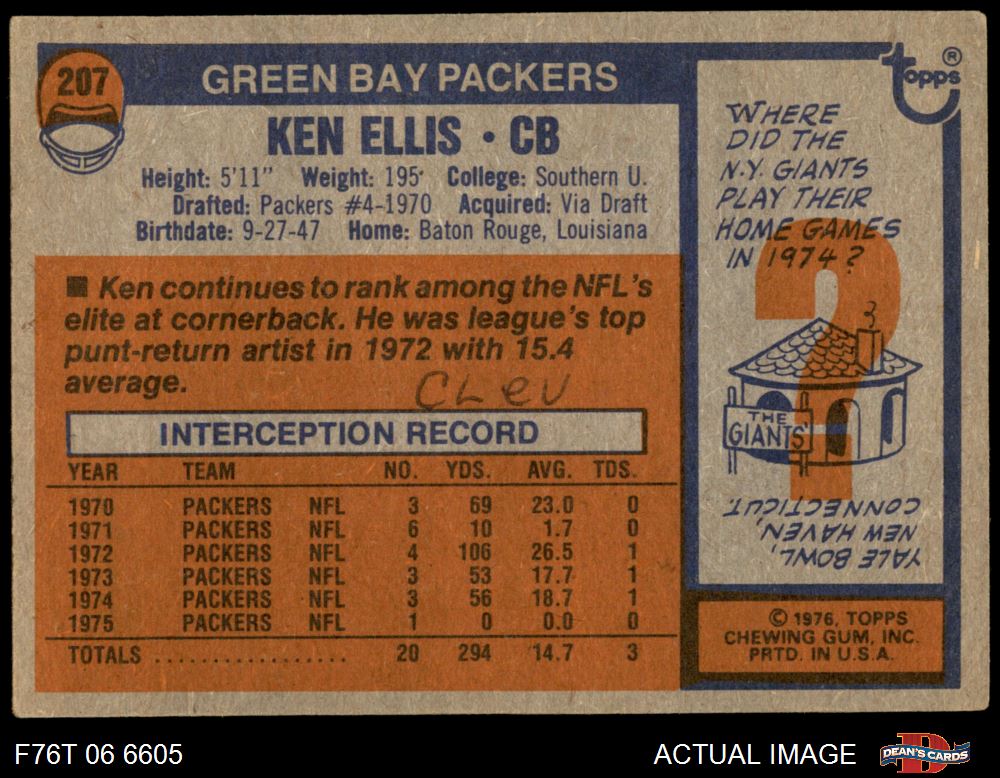 207
GREEN BAY PACKERS
KEN ELLIS • CB
Height: 5'11" Weight: 195 College: Southern U.
Drafted: Packers #4-1970 Acquired: Via Draft
Birthdate: 9-27-47 Home: Baton Rouge, Louisiana
■ Ken continues to rank among the NFL's
elite at cornerback. He was league's top
punt-return artist in 1972 with 15.4
average.
CLEV
INTERCEPTION RECORD
YEAR TEAM NO. YDS. AVG. TDS.
1970 PACKERS NFL 3 69 23.0 0
1971 PACKERS NFL 6 10 1.7 0
1972 PACKERS NFL 4 106 26.5 1
1973 PACKERS NFL 3 53 17.7 1
1974 PACKERS NFL 3 56 18.7 1
1975 PACKERS NFL 1 0 0.0 0
TOTALS .................. 20 294 14.7 3
topps ®
WHERE
DID THE
N.Y. GIANTS
PLAY THEIR
HOME GAMES
IN 1974?
?
THE
GIANTS'
YALE BOWL,
NEW HAVEN,
CONNECTICUT.
© 1976, TOPPS
CHEWING GUM, INC.
PRTD. IN U.S.A.
F76T 06 6605
ACTUAL IMAGE
D
DEAN'S CARDS